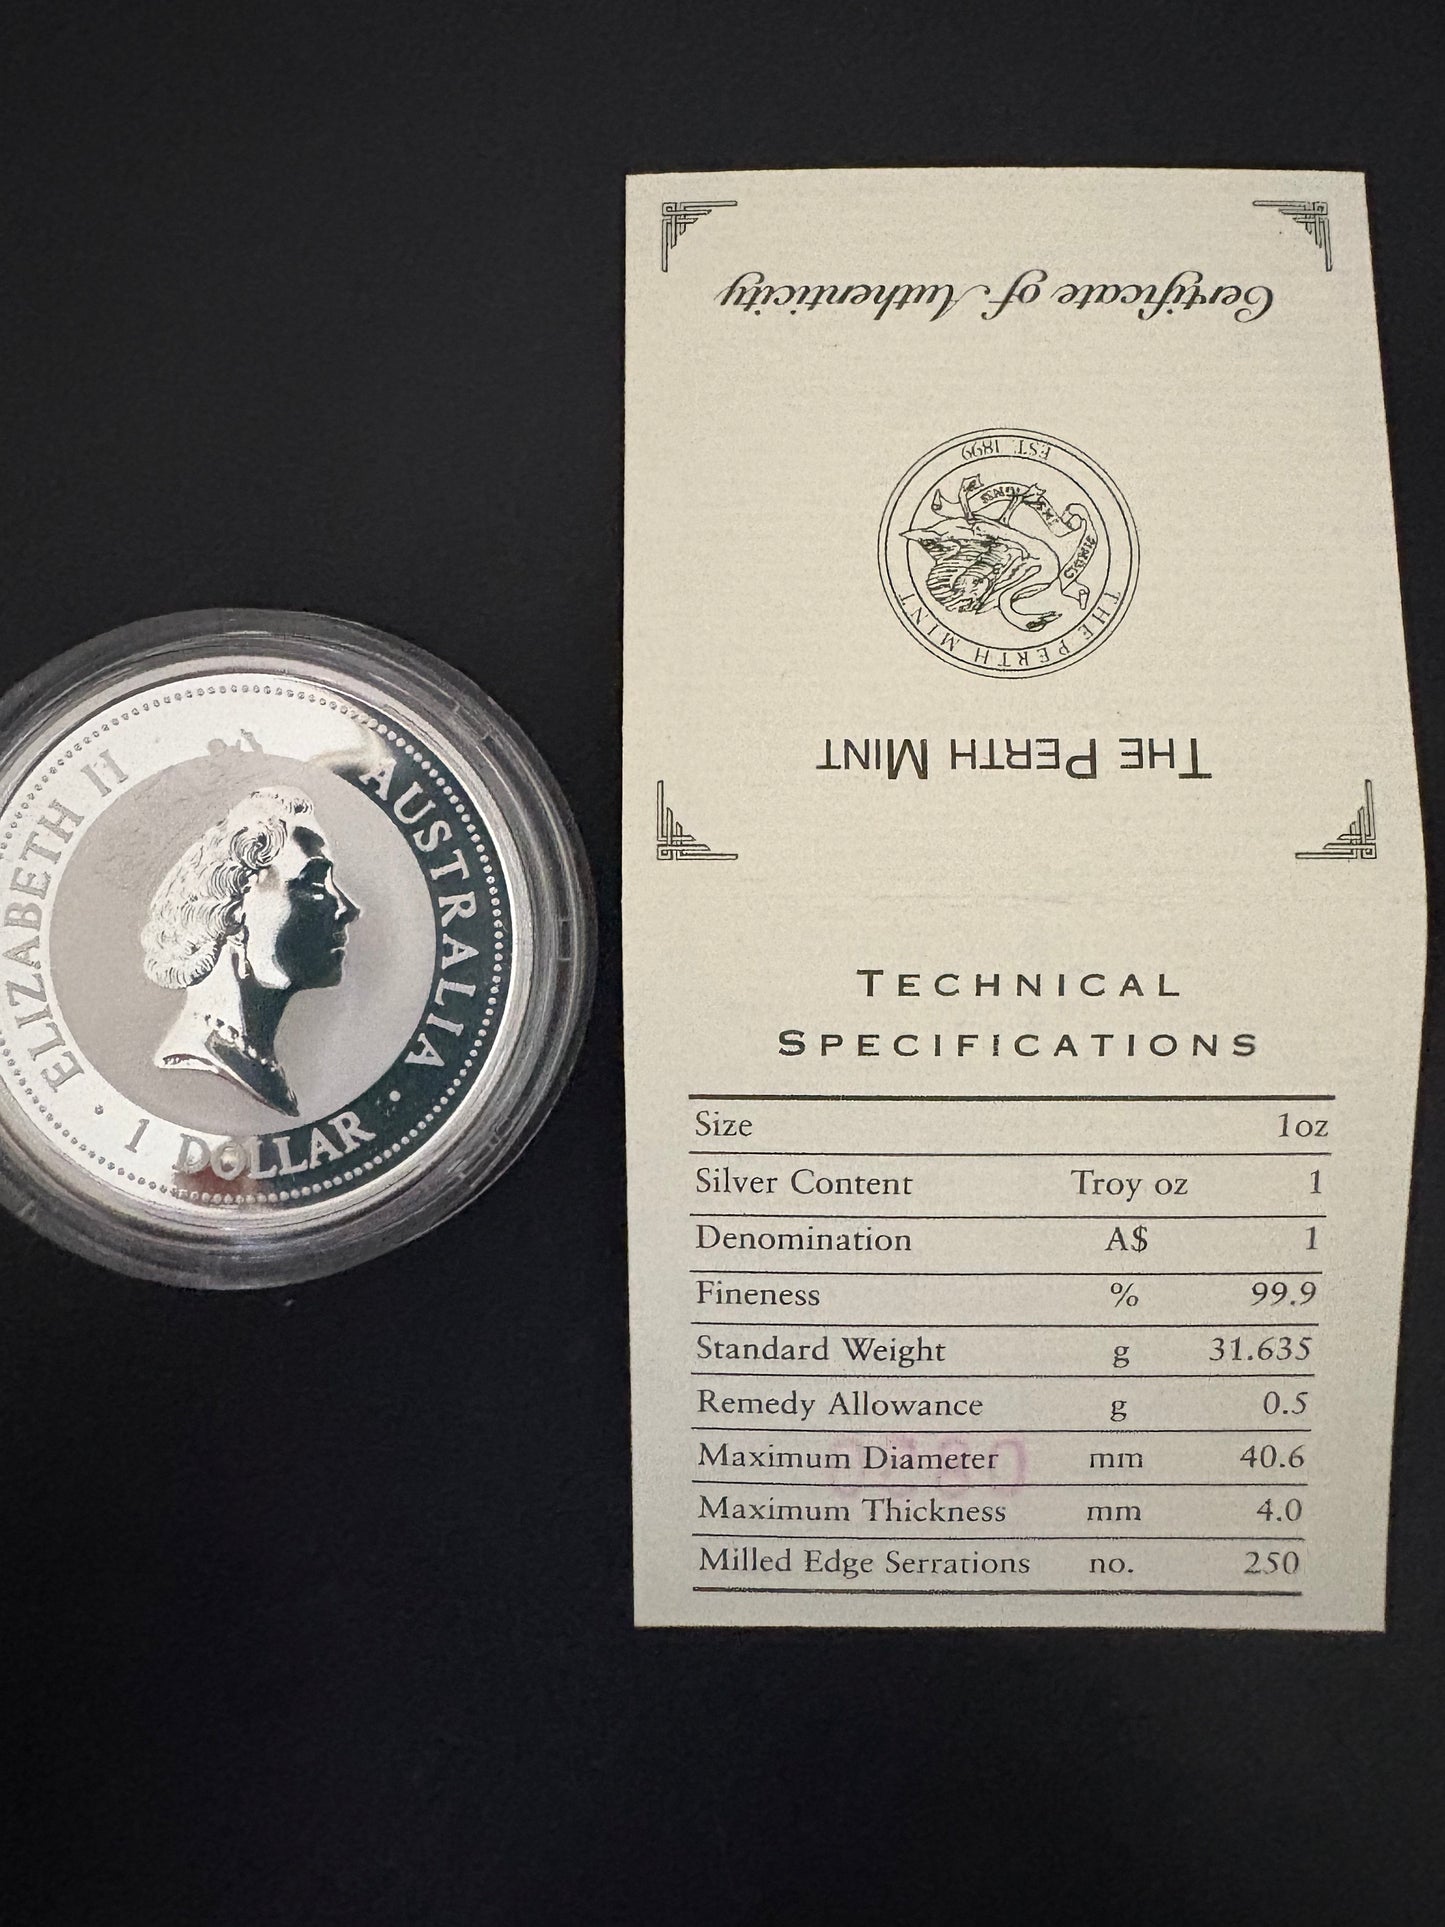 ELIZABETH II
AUSTRALIA
• 1 DOLLAR •
Certificate of Authenticity
EST. 1899
THE PERTH MINT
THE PERTH MINT
TECHNICAL
SPECIFICATIONS
Size 1oz
Silver Content Troy oz 1
Denomination A$ 1
Fineness % 99.9
Standard Weight g 31.635
Remedy Allowance g 0.5
Maximum Diameter mm 40.6
Maximum Thickness mm 4.0
Milled Edge Serrations no. 250